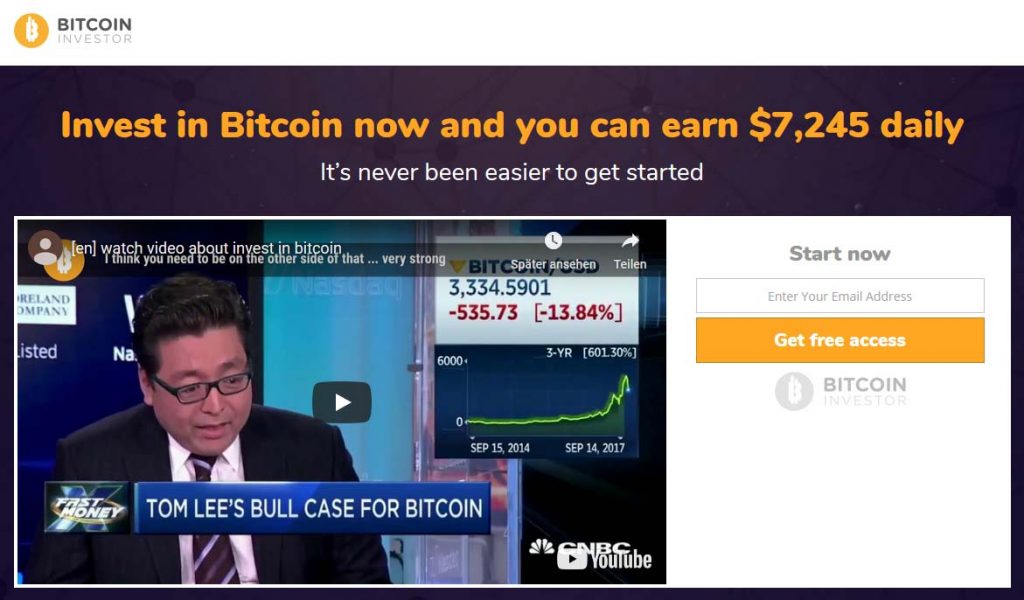 BITCOIN
INVESTOR
Invest in Bitcoin now and you can earn $7,245 daily
It's never been easier to get started
[en] watch video about invest in bitcoin
I think you need to be on the other side of that ... very strong
Später ansehen
Teilen
BITCOIN/USD
3,334.5901
-535.73 [-13.84%]
3-YR [601.30%]
6000
0
SEP 15, 2014 SEP 14, 2017
RELAND
OMPANY
isted
Na
Nasdaq
FAST
MONEY
TOM LEE'S BULL CASE FOR BITCOIN
CNBC
YouTube
Start now
Enter Your Email Address
Get free access
BITCOIN
INVESTOR